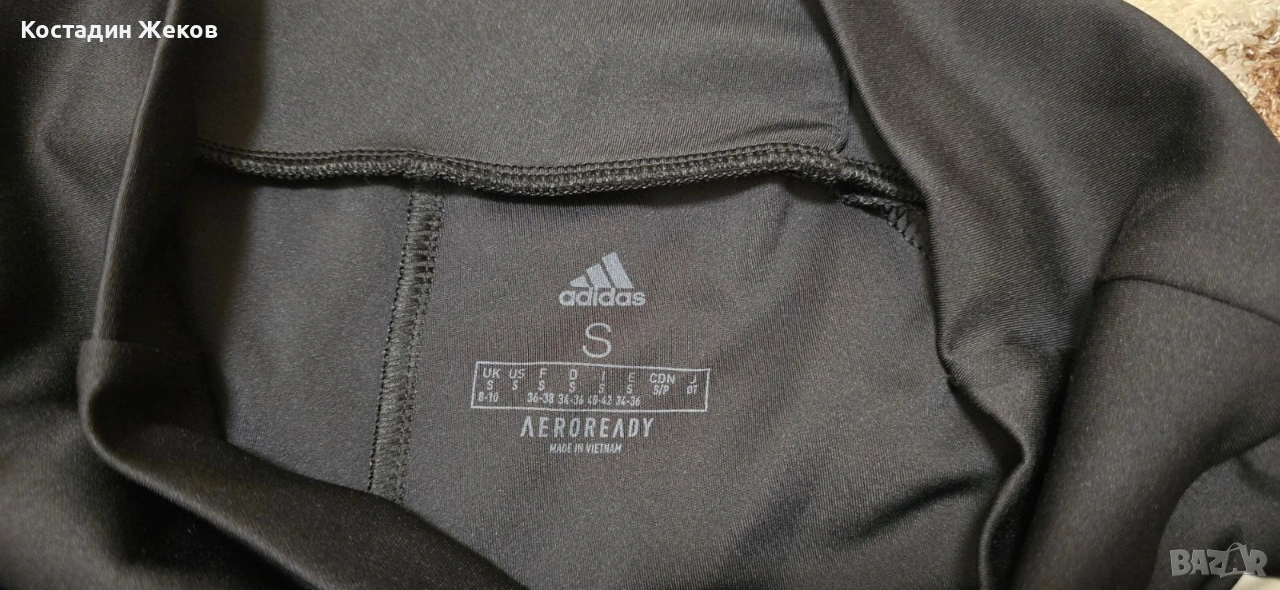 Костадин Жеков
adidas
S
UK US F D I E CDN J
S S S S S S S/P OT
8-10 36-38 34-36 40-42 34-36
AEROREADY
MADE IN VIETNAM
BAZAR